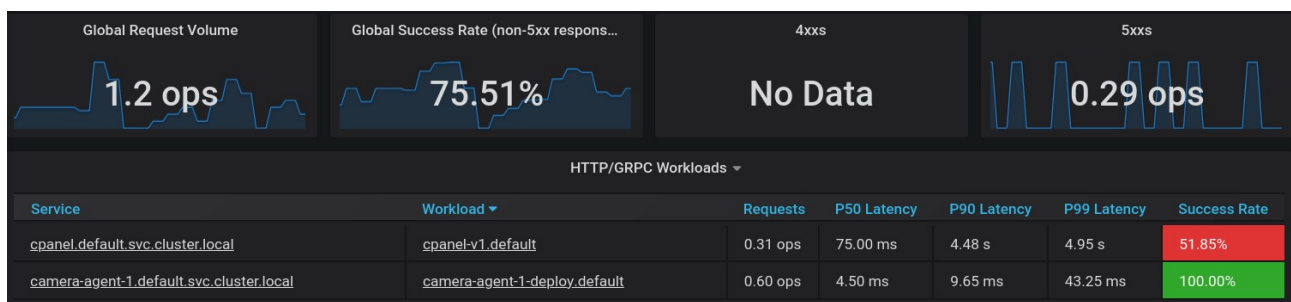 Global Request Volume
Global Success Rate (non-5xx respons...
4xxs
5xxs
1.2 ops
75.51%
No Data
0.29 ops
HTTP/GRPC Workloads
Service Workload Requests P50 Latency P90 Latency P99 Latency Success Rate
cpanel.default.svc.cluster.local cpanel-v1.default 0.31 ops 75.00 ms 4.48 s 4.95 s 51.85%
camera-agent-1.default.svc.cluster.local camera-agent-1-deploy.default 0.60 ops 4.50 ms 9.65 ms 43.25 ms 100.00%